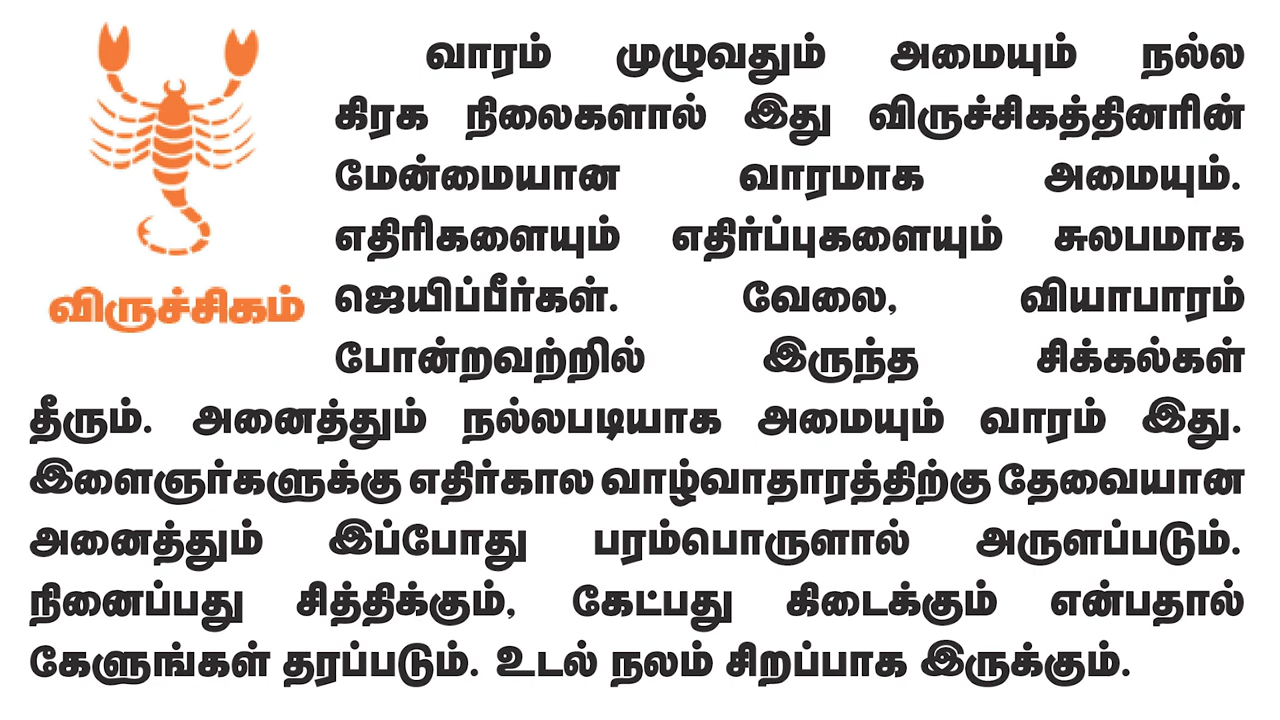 வாரம் முழுவதும் அமையும் நல்ல
கிரக நிலைகளால் இது விருச்சிகத்தினரின்
மேன்மையான வாரமாக அமையும்.
எதிரிகளையும் எதிர்ப்புகளையும் சுலபமாக
ஜெயிப்பீர்கள். வேலை, வியாபாரம்
போன்றவற்றில் இருந்த சிக்கல்கள்
தீரும். அனைத்தும் நல்லபடியாக அமையும் வாரம் இது.
இளைஞர்களுக்கு எதிர்கால வாழ்வாதாரத்திற்கு தேவையான
அனைத்தும் இப்போது பரம்பொருளால் அருளப்படும்.
நினைப்பது சித்திக்கும், கேட்பது கிடைக்கும் என்பதால்
கேளுங்கள் தரப்படும். உடல் நலம் சிறப்பாக இருக்கும்.
விருச்சிகம்